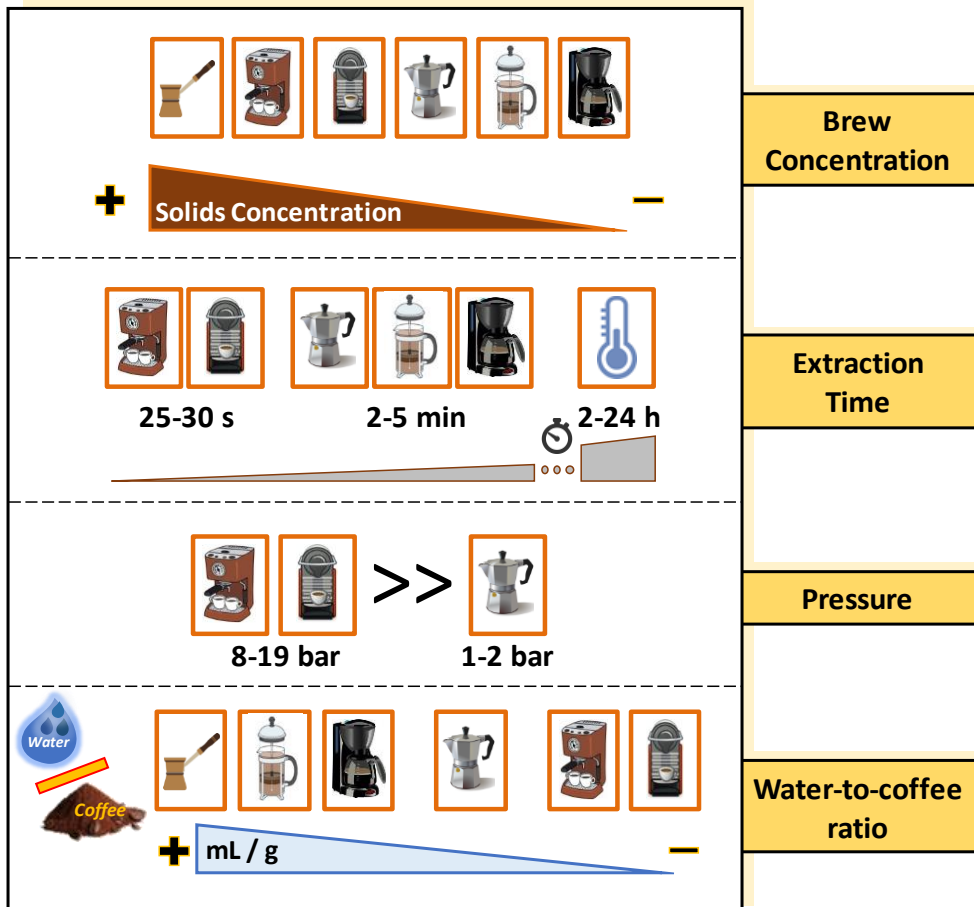 Brew
Concentration
+
−
Solids Concentration
Extraction
Time
25-30 s
2-5 min
2-24 h
>>
Pressure
8-19 bar
1-2 bar
Water
Coffee
Water-to-coffee
ratio
+
mL / g
−